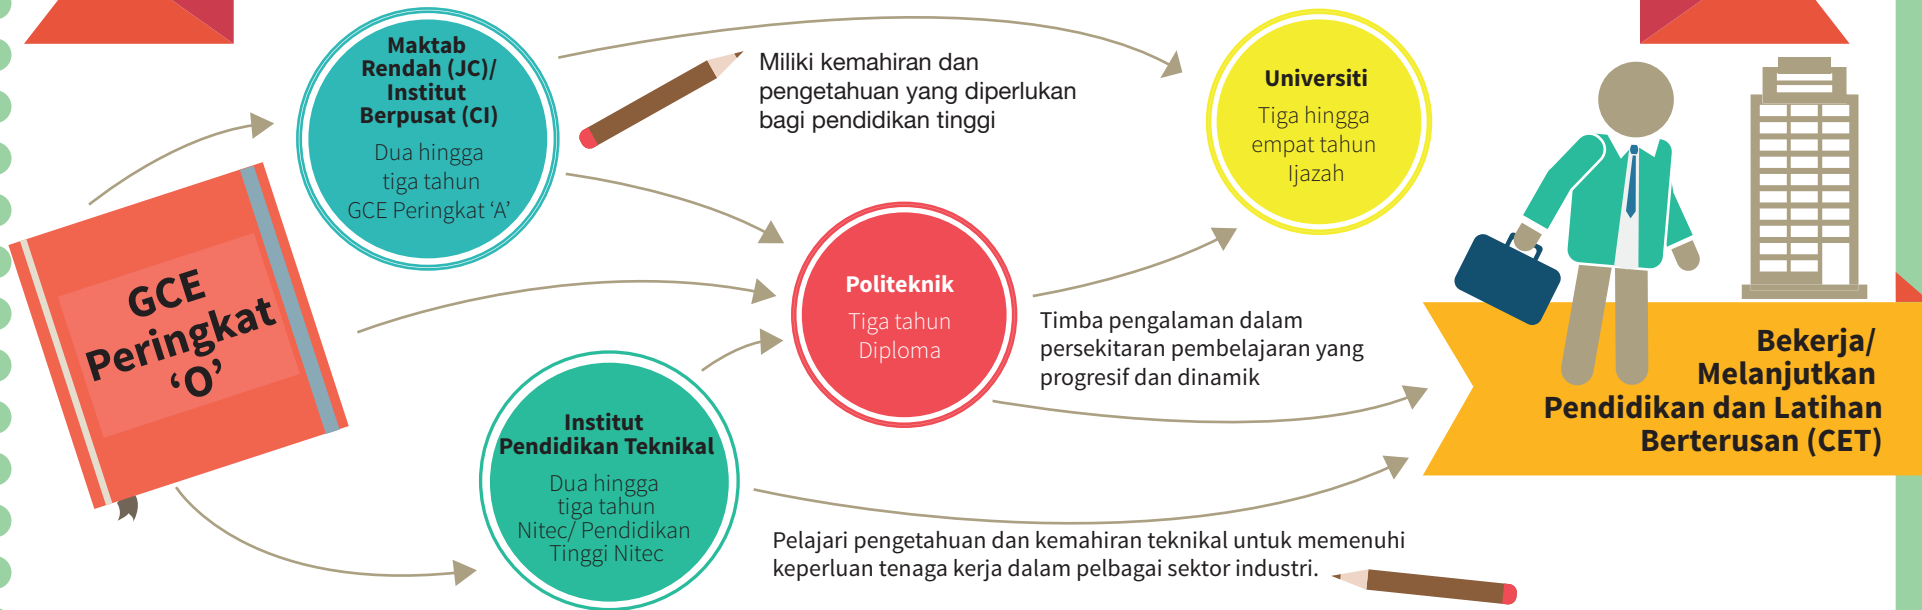 Maktab
Rendah (JC)/
Institut
Berpusat (CI)
Dua hingga
tiga tahun
GCE Peringkat ‘A’
Miliki kemahiran dan
pengetahuan yang diperlukan
bagi pendidikan tinggi
Universiti
Tiga hingga
empat tahun
Ijazah
GCE
Peringkat
‘O’
Politeknik
Tiga tahun
Diploma
Timba pengalaman dalam
persekitaran pembelajaran yang
progresif dan dinamik
Bekerja/
Melanjutkan
Pendidikan dan Latihan
Berterusan (CET)
Institut
Pendidikan Teknikal
Dua hingga
tiga tahun
Nitec/ Pendidikan
Tinggi Nitec
Pelajari pengetahuan dan kemahiran teknikal untuk memenuhi
keperluan tenaga kerja dalam pelbagai sektor industri.